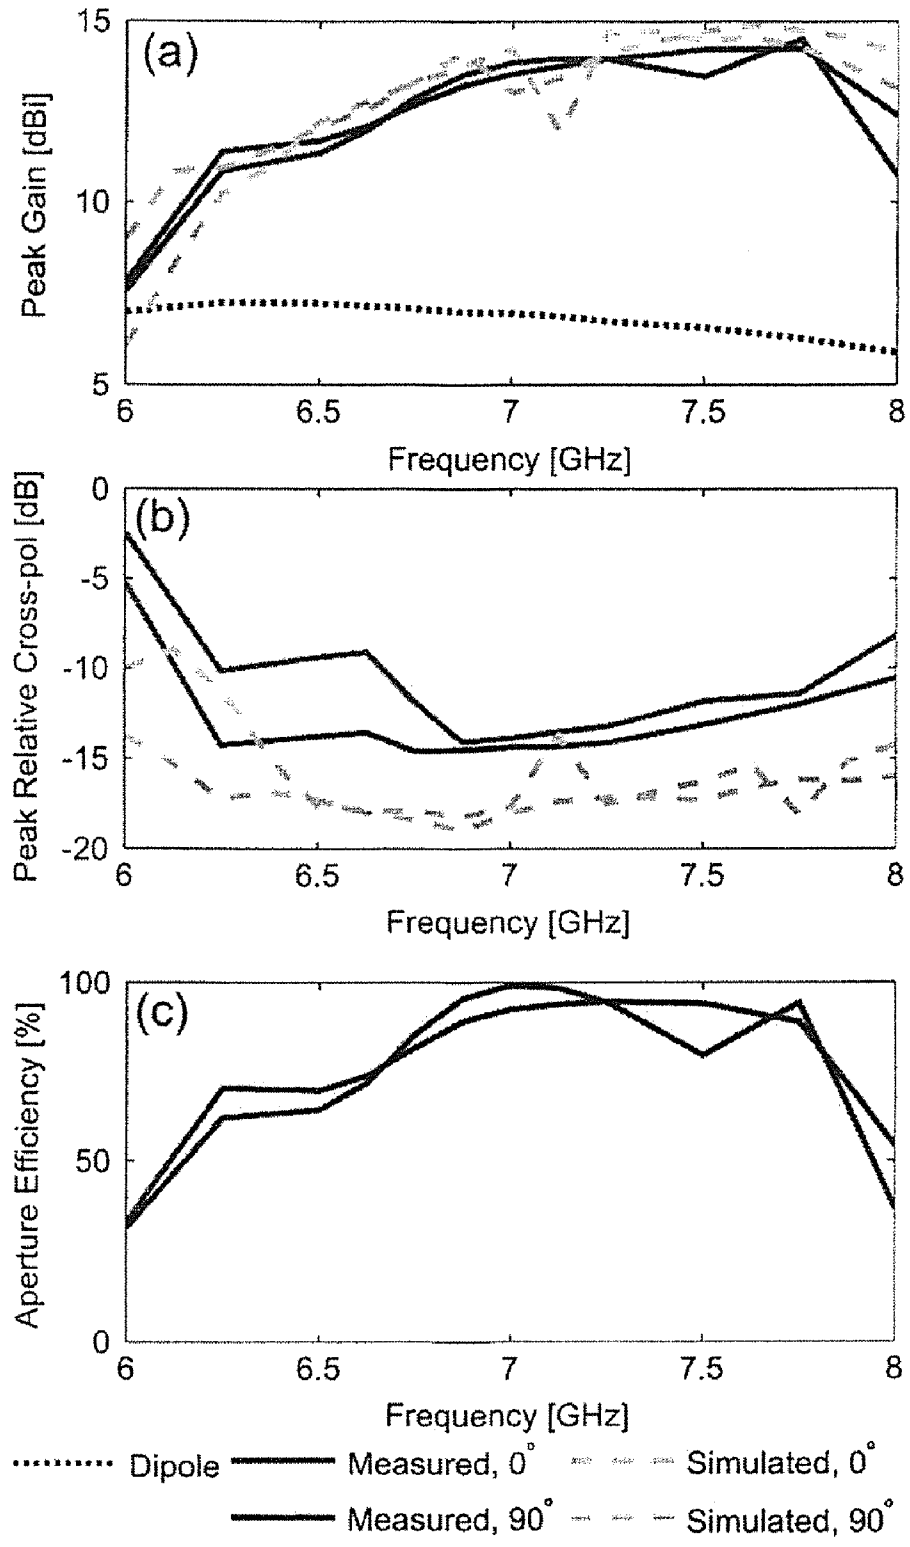 (a)
15
10
5
Peak Gain [dBi]
6 6.5 7 7.5 8
Frequency [GHz]
(b)
0
-5
-10
-15
-20
Peak Relative Cross-pol [dB]
6 6.5 7 7.5 8
Frequency [GHz]
(c)
100
50
0
Aperture Efficiency [%]
6 6.5 7 7.5 8
Frequency [GHz]
Dipole Measured, 0° Simulated, 0°
Measured, 90° Simulated, 90°